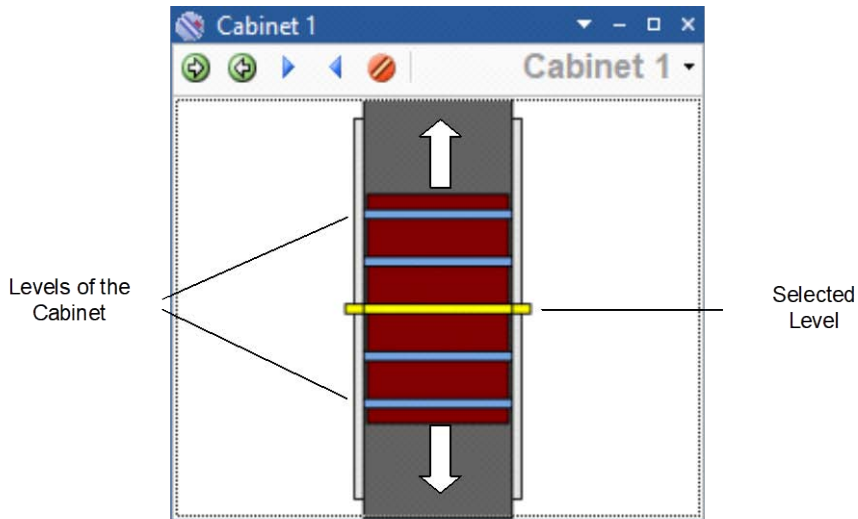 Cabinet 1
Cabinet 1
Levels of the
Cabinet
Selected
Level